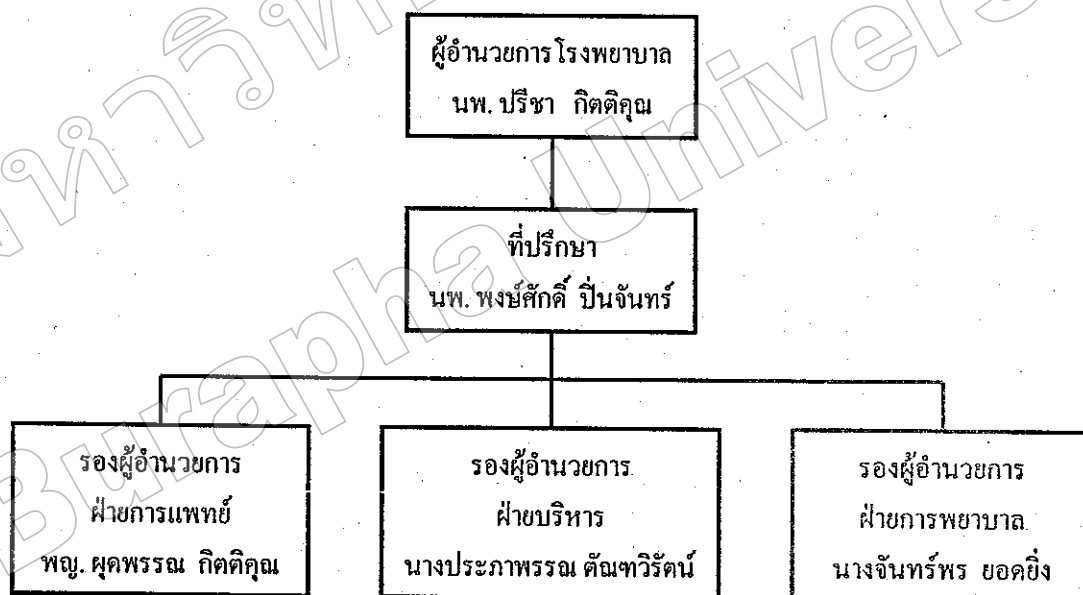 ผู้อำนวยการโรงพยาบาล
นพ. ปรีชา กิตติคุณ
ที่ปรึกษา
นพ. พงษ์ศักดิ์ ปิ่นจันทร์
รองผู้อำนวยการ
ฝ่ายการแพทย์
พญ. ผุดพรรณ กิตติคุณ
รองผู้อำนวยการ
ฝ่ายบริหาร
นางประภาพรรณ ตัณฑวิรัตน์
รองผู้อำนวยการ
ฝ่ายการพยาบาล
นางจันทร์พร ยอดยิ่ง
Burapha Univers